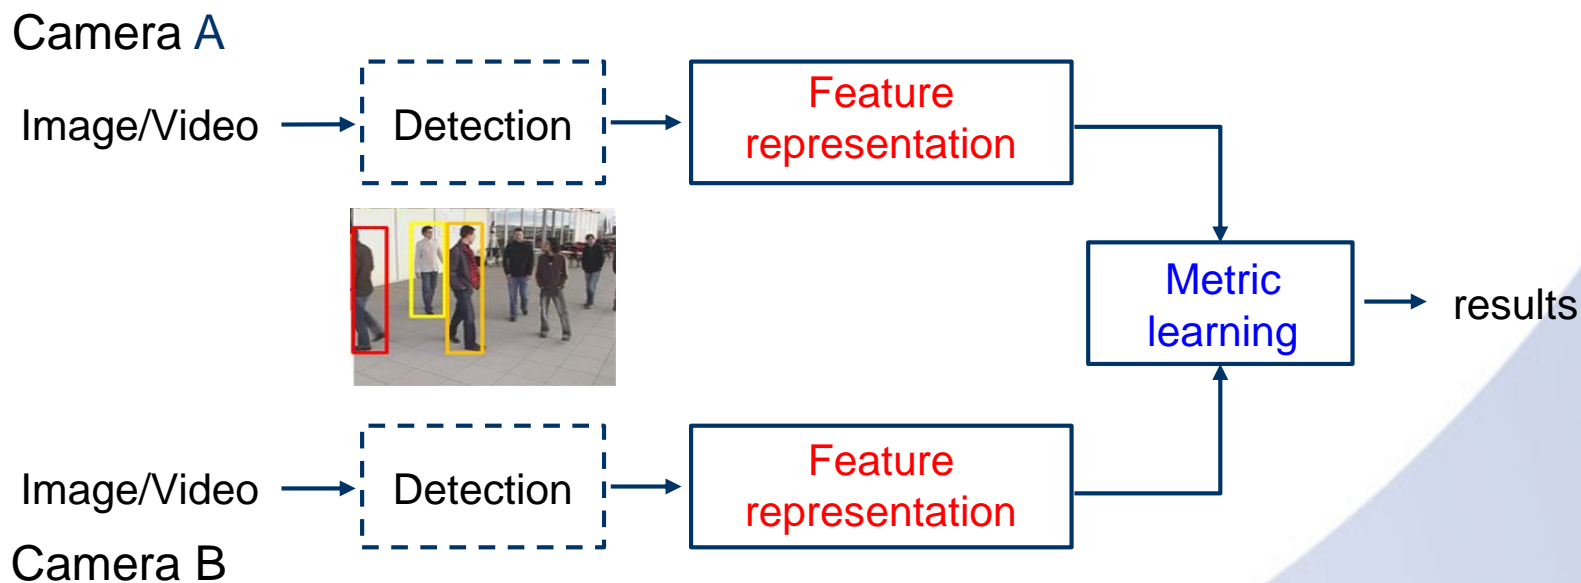 Camera A
Image/Video
Detection
Feature
representation
Metric
learning
results
Image/Video
Detection
Feature
representation
Camera B